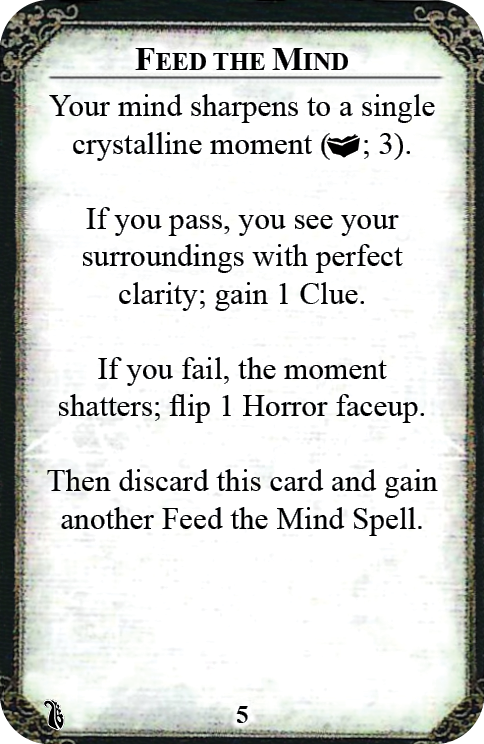 FEED THE MIND
Your mind sharpens to a single
crystalline moment (; 3).
If you pass, you see your
surroundings with perfect
clarity; gain 1 Clue.
If you fail, the moment
shatters; flip 1 Horror faceup.
Then discard this card and gain
another Feed the Mind Spell.
5